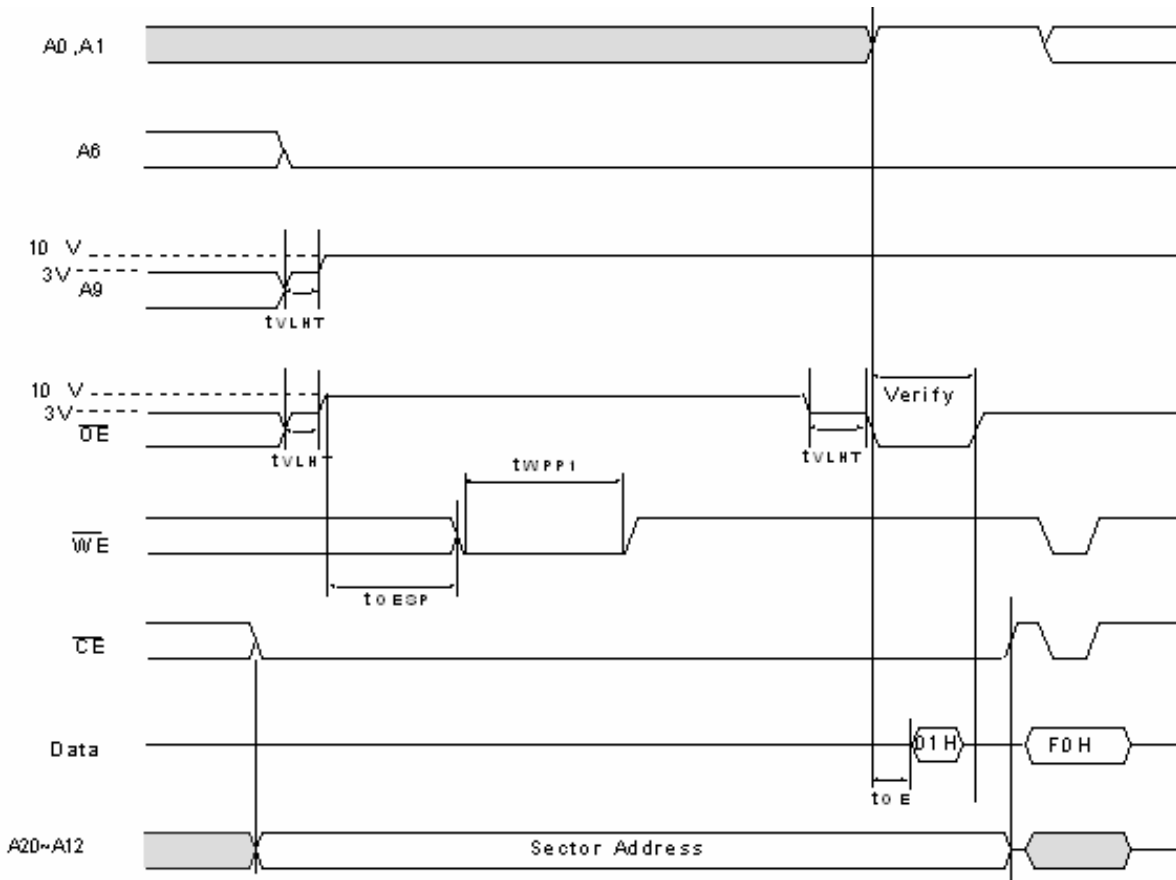 A0 ,A1
A6
10 V
3V
A9
tVLHT
10 V
3V
OE
Verify
tVLHT
tVLHT
tWPP1
WE
tOESP
CE
Data
01H
F0H
tOE
A20~A12
Sector Address